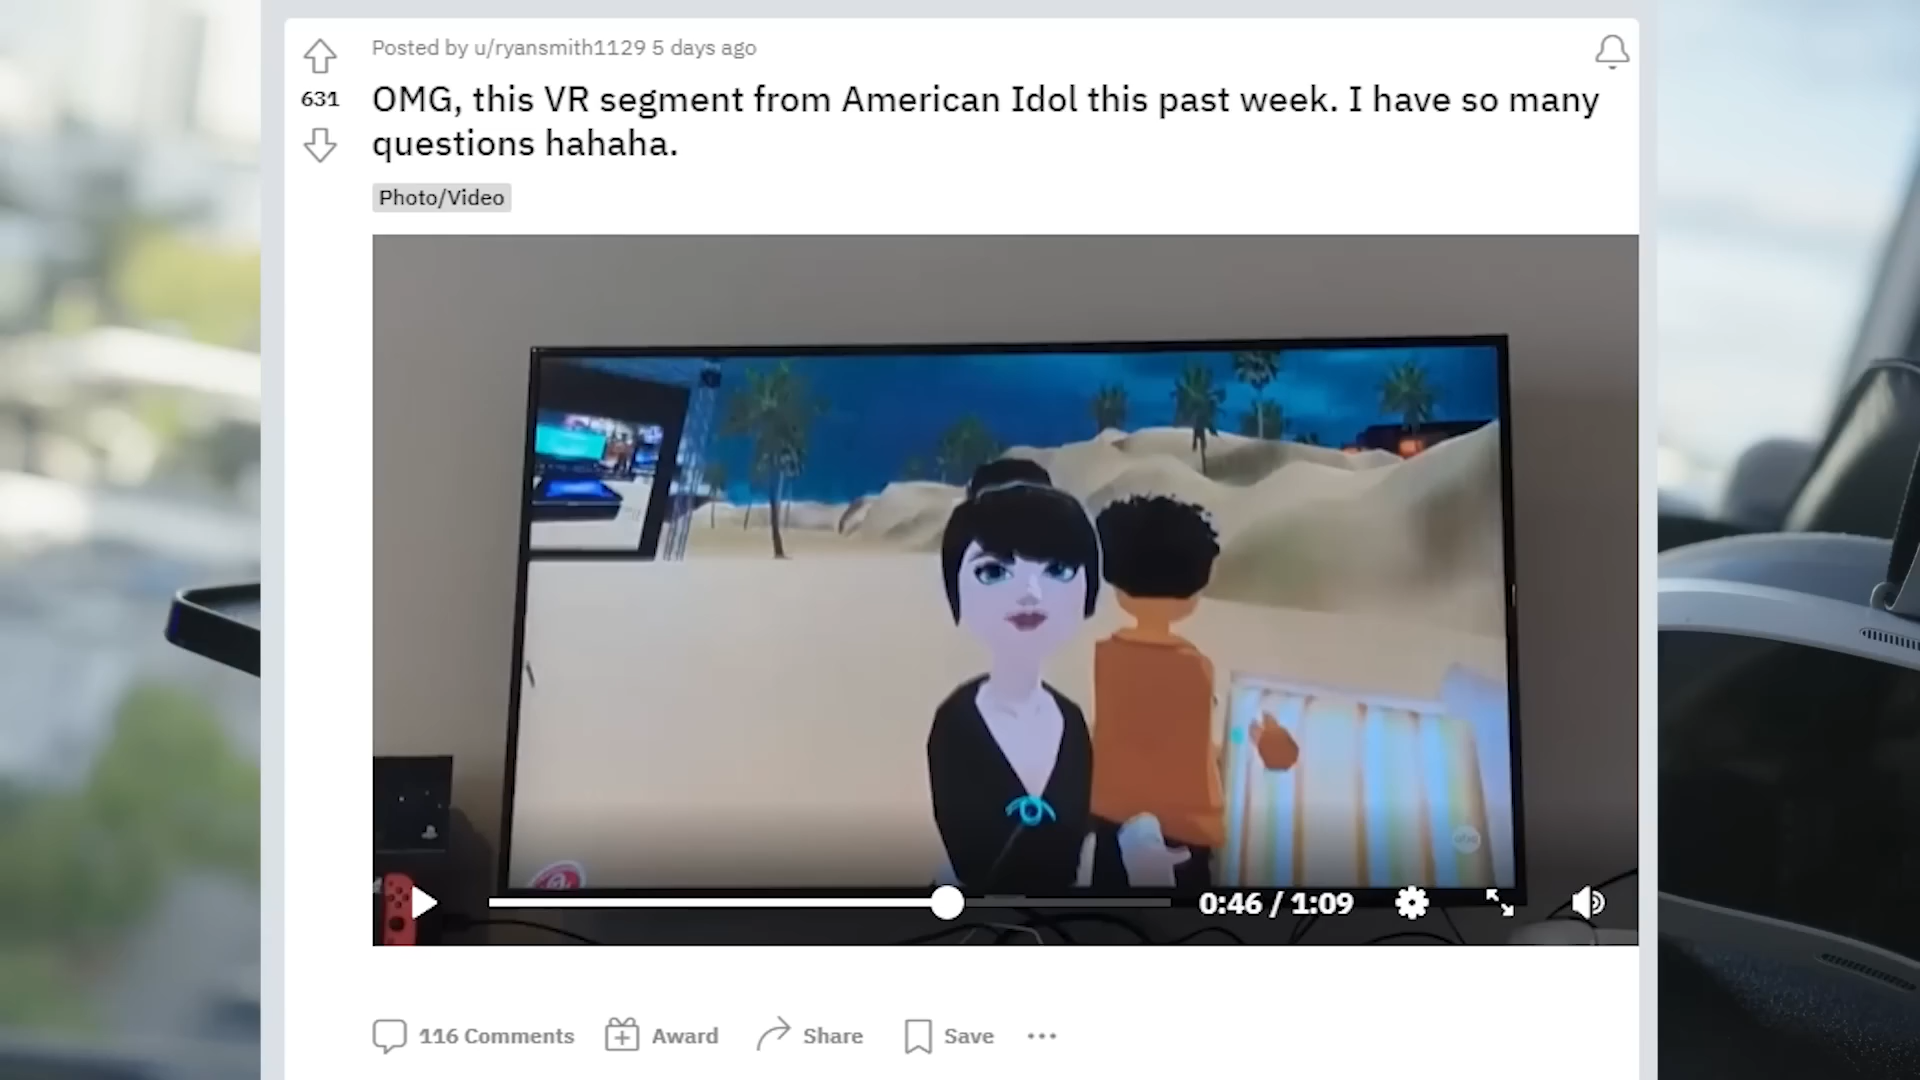 Posted by u/ryansmith1129 5 days ago
631
OMG, this VR segment from American Idol this past week. I have so many
questions hahaha.
Photo/Video
0:46 / 1:09
116 Comments
Award
Share
Save